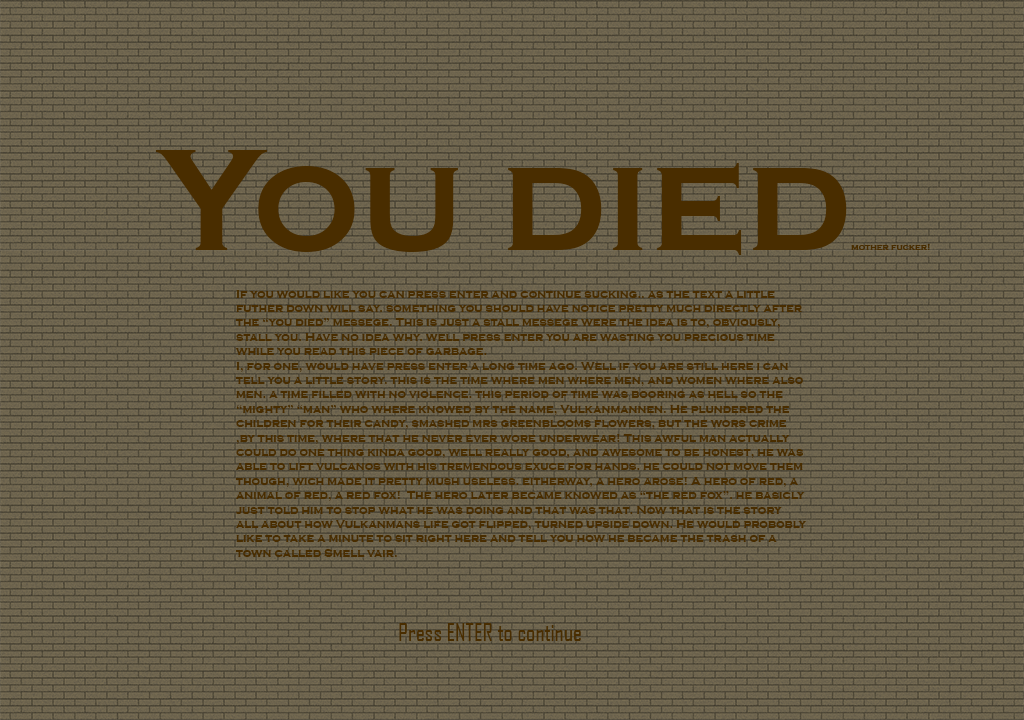 You died
mother fucker!
If you would like you can press enter and continue sucking.. as the text a little
futher down will say. something you should have notice pretty much directly after
the "you died" messege. This is just a stall messege were the idea is to, obviously,
stall you. Have no idea why. well press enter you are wasting you precious time
while you read this piece of garbage.
I, for one, would have press enter a long time ago. Well if you are still here i can
tell you a little story. this is the time where men where men, and women where also
men. a time filled with no violence. this period of time was booring as hell so the
"mighty" "man" who where knowed by the name, Vulkanmannen. He plundered the
children for their candy, smashed mrs greenblooms flowers, but the wors crime
,by this time, where that he never ever wore underwear! This awful man actually
could do one thing kinda good, well really good, and awesome to be honest, he was
able to lift vulcanos with his tremendous exuce for hands, he could not move them
though, wich made it pretty mush useless. eitherway, a hero arose! A hero of red, a
animal of red, a red fox! The hero later became knowed as "the red fox". he basicly
just told him to stop what he was doing and that was that. Now that is the story
all about how Vulkanmans life got flipped, turned upside down. He would probobly
like to take a minute to sit right here and tell you how he became the trash of a
town called Smell vair.
Press ENTER to continue